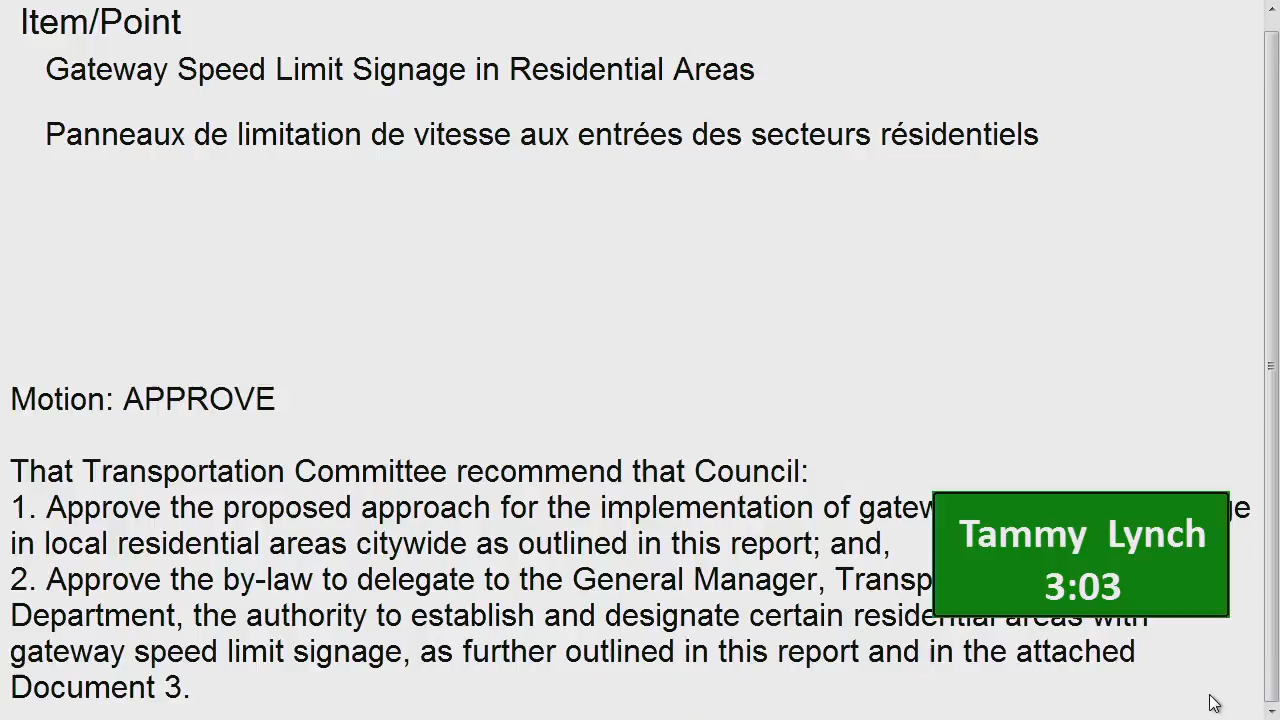 Item/Point
Gateway Speed Limit Signage in Residential Areas
Panneaux de limitation de vitesse aux entrées des secteurs résidentiels
Motion: APPROVE
That Transportation Committee recommend that Council:
1. Approve the proposed approach for the implementation of
in local residential areas citywide as outlined in this report; and,
2. Approve the by-law to delegate to the General Manager,
Department, the authority to establish and designate certain residential areas with
gateway speed limit signage, as further outlined in this report and in the attached
Document 3.
Tammy Lynch
3:03